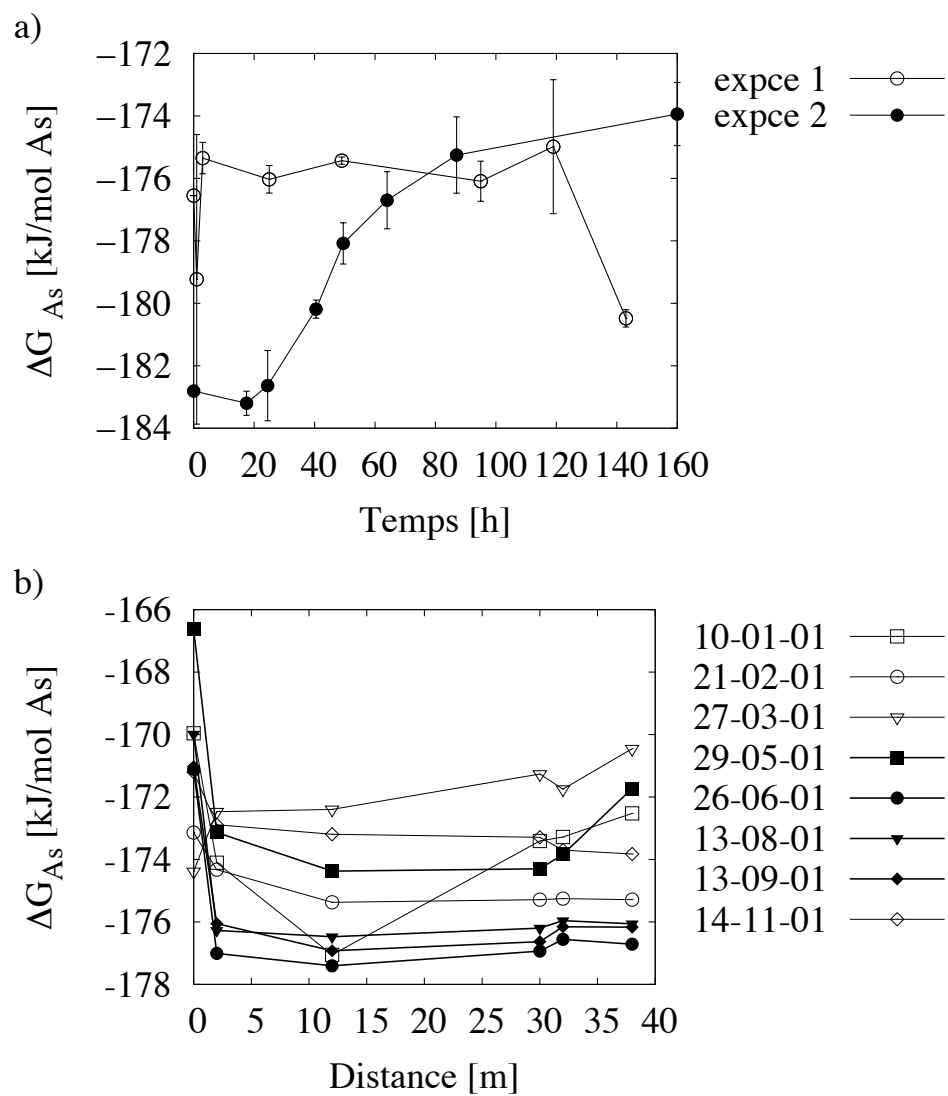 a)
−172
−174
−176
−178
−180
−182
−184
ΔG As [kJ/mol As]
0 20 40 60 80 100 120 140 160
Temps [h]
expce 1
expce 2
b)
-166
-168
-170
-172
-174
-176
-178
ΔGAs [kJ/mol As]
0 5 10 15 20 25 30 35 40
Distance [m]
10-01-01
21-02-01
27-03-01
29-05-01
26-06-01
13-08-01
13-09-01
14-11-01